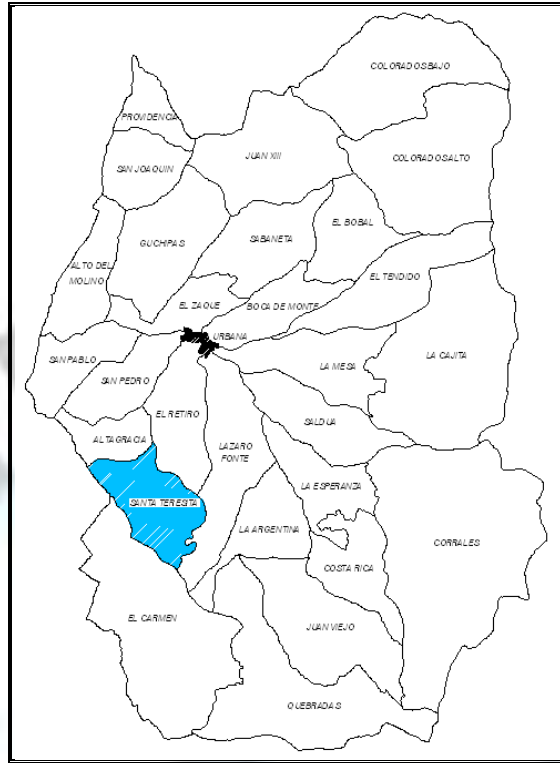 COLORADOS BAJO
PROVIDENCIA
JUAN XIII
COLORADOS ALTO
SAN JOAQUIN
EL BOBAL
GUCHIPAS
SABANETA
ALTO DEL
MOLINO
EL TENDIDO
EL ZAQUE
BOCA DE MONTE
URBANA
SAN PABLO
LA MESA
LA CAJITA
SAN PEDRO
EL RETIRO
SALDUA
ALTAGRACIA
LAZARO
FONTE
LA ESPERANZA
SANTA TERESITA
LA ARGENTINA
CORRALES
COSTA RICA
EL CARMEN
JUAN VIEJO
QUEBRADAS